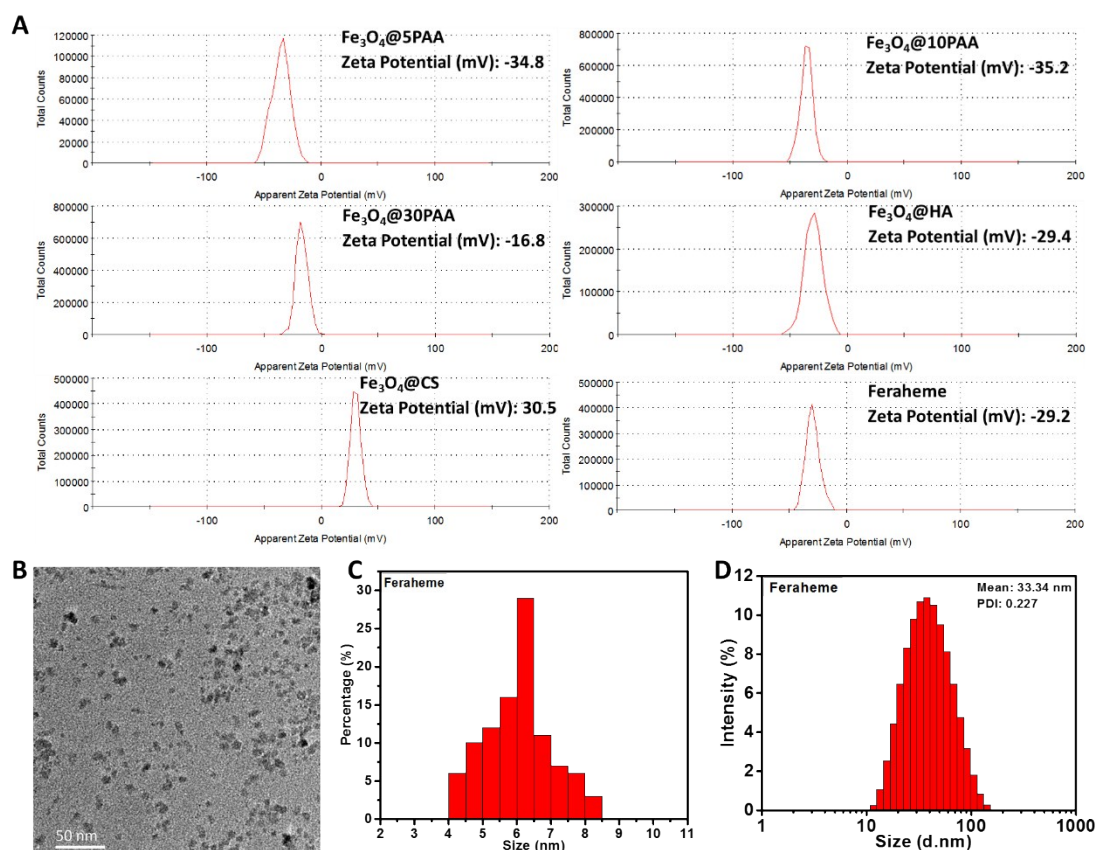 A
Fe₃O₄@5PAA
Zeta Potential (mV): -34.8
Total Counts
120000
100000
80000
60000
40000
20000
0
-100
0
100
200
Apparent Zeta Potential (mV)
Fe₃O₄@10PAA
Zeta Potential (mV): -35.2
Total Counts
800000
600000
400000
200000
0
-100
0
100
200
Apparent Zeta Potential (mV)
Fe₃O₄@30PAA
Zeta Potential (mV): -16.8
Total Counts
800000
600000
400000
200000
0
-100
0
100
200
Apparent Zeta Potential (mV)
Fe₃O₄@HA
Zeta Potential (mV): -29.4
Total Counts
300000
200000
100000
0
-100
0
100
200
Apparent Zeta Potential (mV)
Fe₃O₄@CS
Zeta Potential (mV): 30.5
Total Counts
500000
400000
300000
200000
100000
0
-100
0
100
200
Apparent Zeta Potential (mV)
Feraheme
Zeta Potential (mV): -29.2
Total Counts
500000
400000
300000
200000
100000
0
-100
0
100
200
Apparent Zeta Potential (mV)
B
50 nm
C
Feraheme
Percentage (%)
30
25
20
15
10
5
0
2 3 4 5 6 7 8 9 10 11
Size (nm)
D
Feraheme
Mean: 33.34 nm
PDI: 0.227
Intensity (%)
12
10
8
6
4
2
0
1 10 100 1000
Size (d.nm)